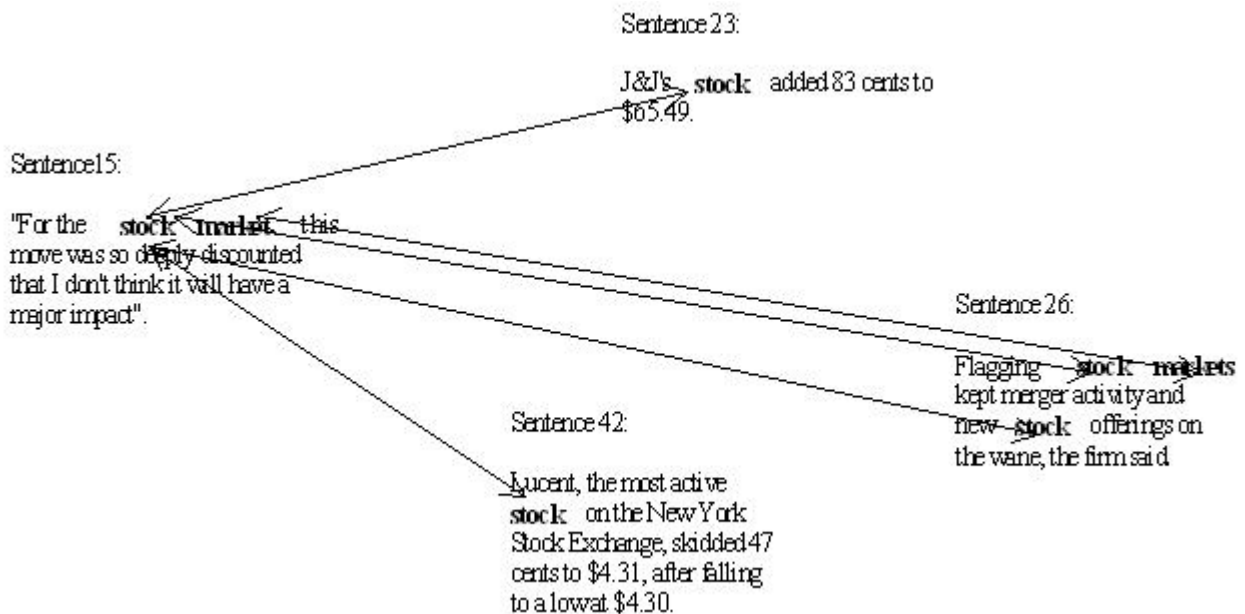 Sentence 23:
J&J's stock added 83 cents to
$65.49.
Sentence15:
"For the stock market, this
move was so deeply discounted
that I don't think it will have a
major impact".
Sentence 26:
Flagging stock markets
kept merger activity and
new stock offerings on
the wane, the firm said
Sentence 42:
Lucent, the most active
stock on the New York
Stock Exchange, skidded 47
cents to $4.31, after falling
to a low at $4.30.